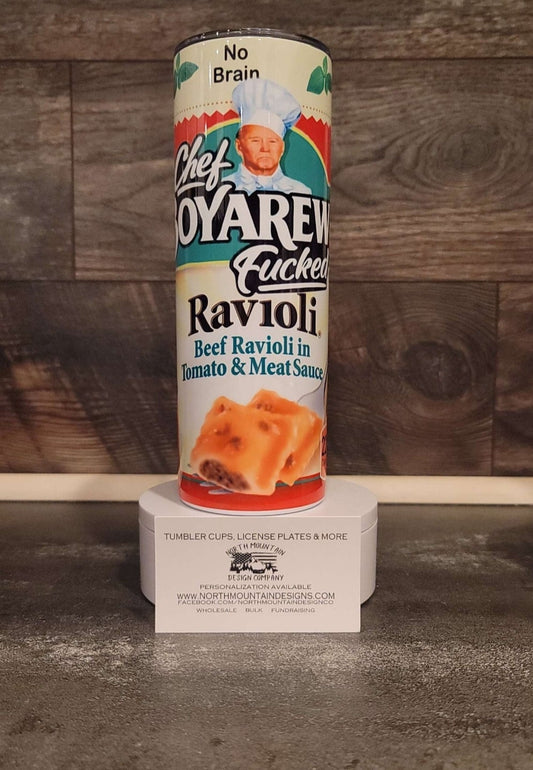 No
Brain
Chef
OYAREW
Fucked
Ravioli
Beef Ravioli in
Tomato & Meat Sauce
TUMBLER CUPS, LICENSE PLATES & MORE
NORTH MOUNTAIN
DESIGN COMPANY
PERSONALIZATION AVAILABLE
WWW.NORTHMOUNTAINDESIGNS.COM
FACEBOOK.COM/NORTHMOUNTAINDESIGNCO
WHOLESALE BULK FUNDRAISING